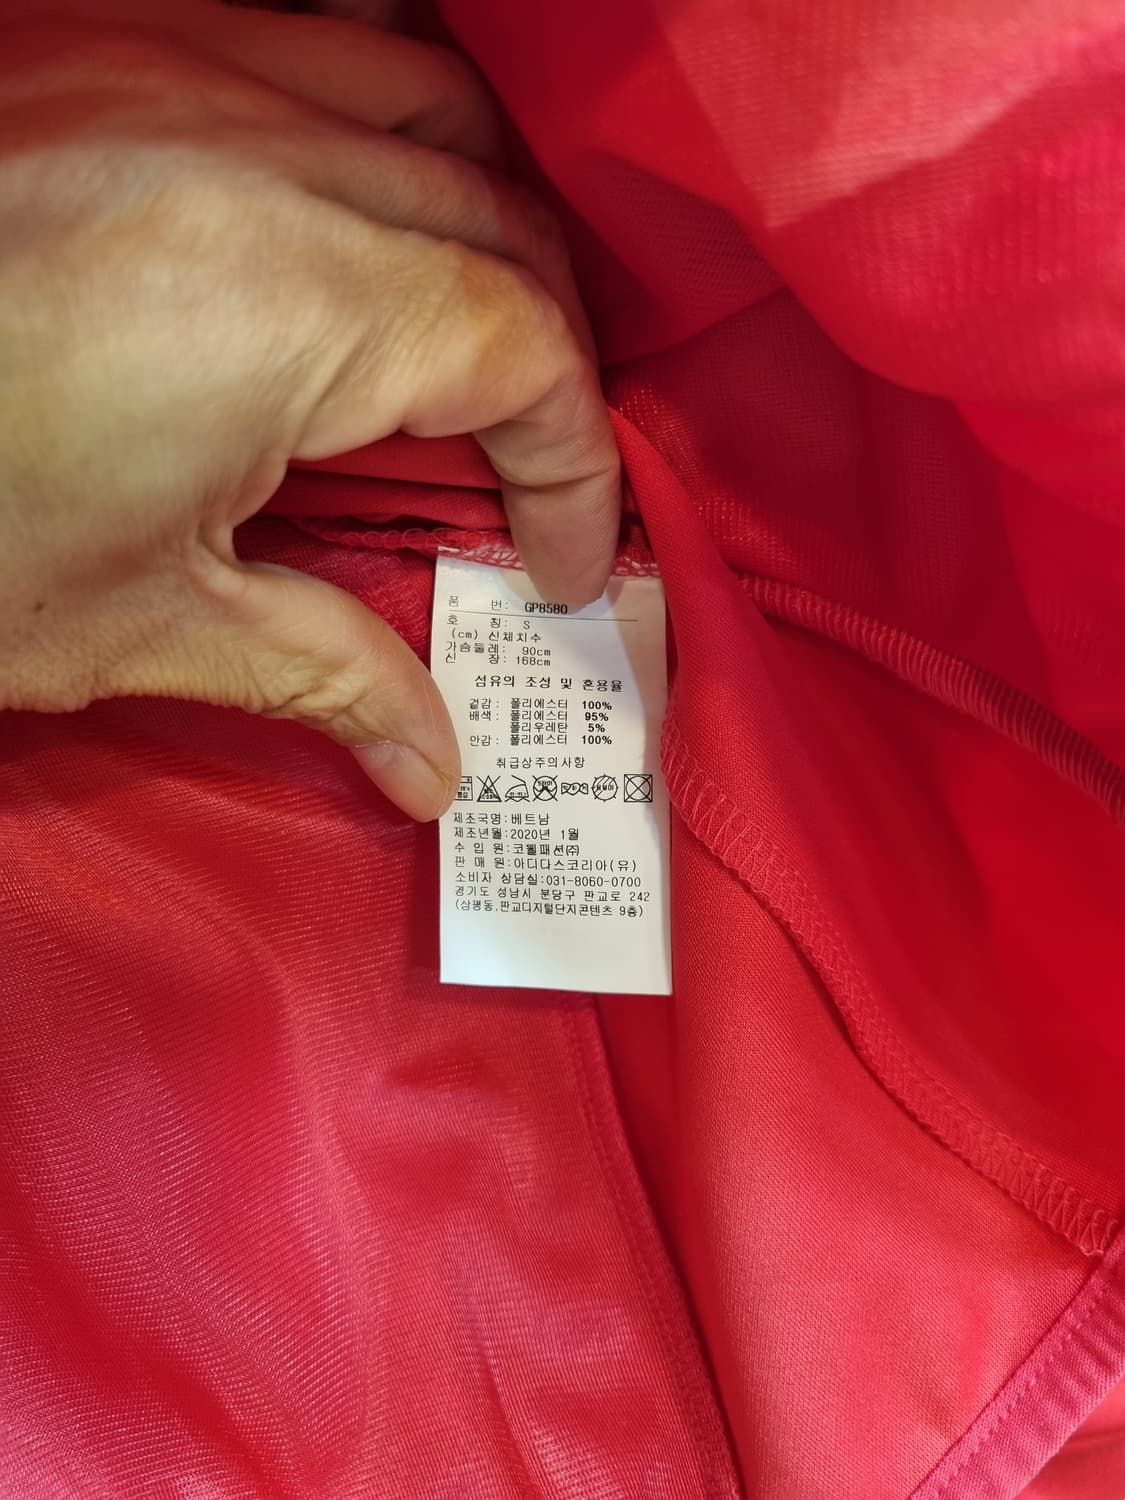 품 번: GP8580
호 칭: S
(cm) 신체치수
가슴둘레: 90cm
신 장: 168cm
섬유의 조성 및 혼용율
겉감: 폴리에스터 100%
배색: 폴리에스터 95%
폴리우레탄 5%
안감: 폴리에스터 100%
취급상주의사항
제조국명:베트남
제조년월:2020년 1월
수 입 원:코웰패션(주)
판 매 원:아디다스코리아(유)
소비자 상담실:031-8060-0700
경기도 성남시 분당구 판교로 242
(삼평동,판교디지털단지콘텐츠 9층)